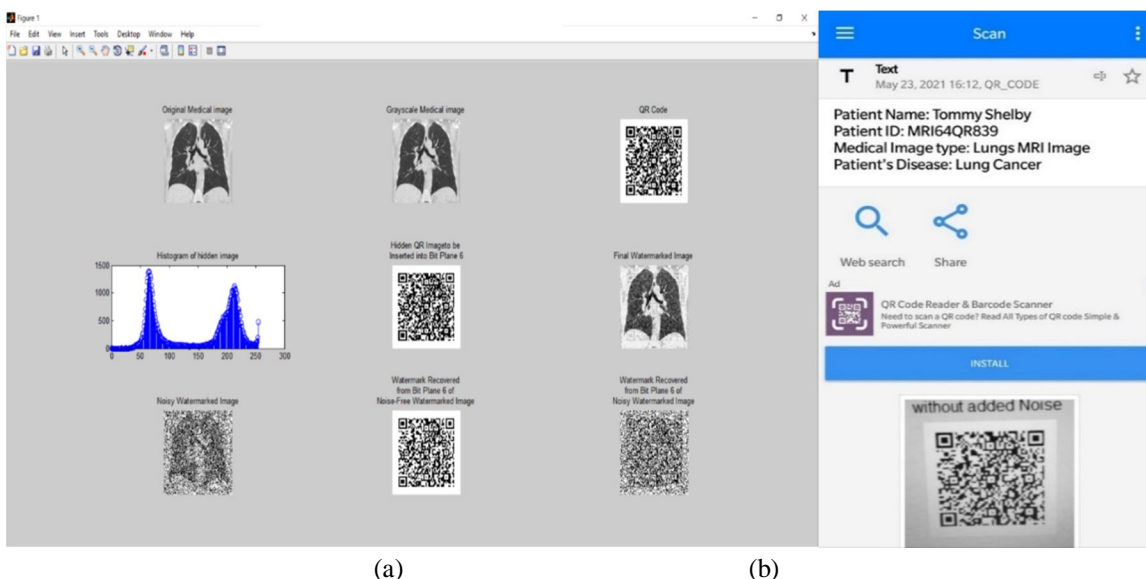 Figure 1
File Edit View Insert Tools Desktop Window Help
Original Medical image
Grayscale Medical image
QR Code
Histogram of hidden image
1500
1000
500
0
0 50 100 150 200 250 300
Hidden QR Imageto be
Inserted into Bit Plane 6
Final Watermarked Image
Noisy Watermarked Image
Watermark Recovered
from Bit Plane 6 of
Noise-Free Watermarked Image
Watermark Recovered
from Bit Plane 6 of
Noisy Watermarked Image
(a)
Scan
T
Text
May 23, 2021 16:12, QR_CODE
Patient Name: Tommy Shelby
Patient ID: MRI64QR839
Medical Image type: Lungs MRI Image
Patient's Disease: Lung Cancer
Web search Share
Ad
QR Code Reader & Barcode Scanner
Need to scan a QR code? Read All Types of QR code Simple &
Powerful Scanner
INSTALL
without added Noise
(b)